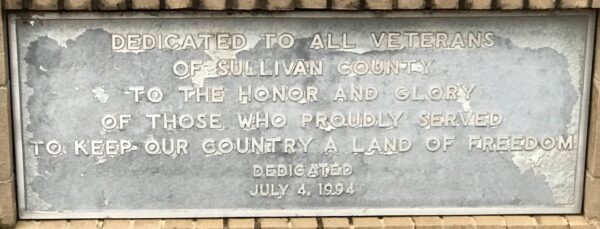 DEDICATED TO ALL VETERANS
OF SULLIVAN COUNTY
TO THE HONOR AND GLORY
OF THOSE WHO PROUDLY SERVED
TO KEEP OUR COUNTRY A LAND OF FREEDOM
DEDICATED
JULY 4, 1994